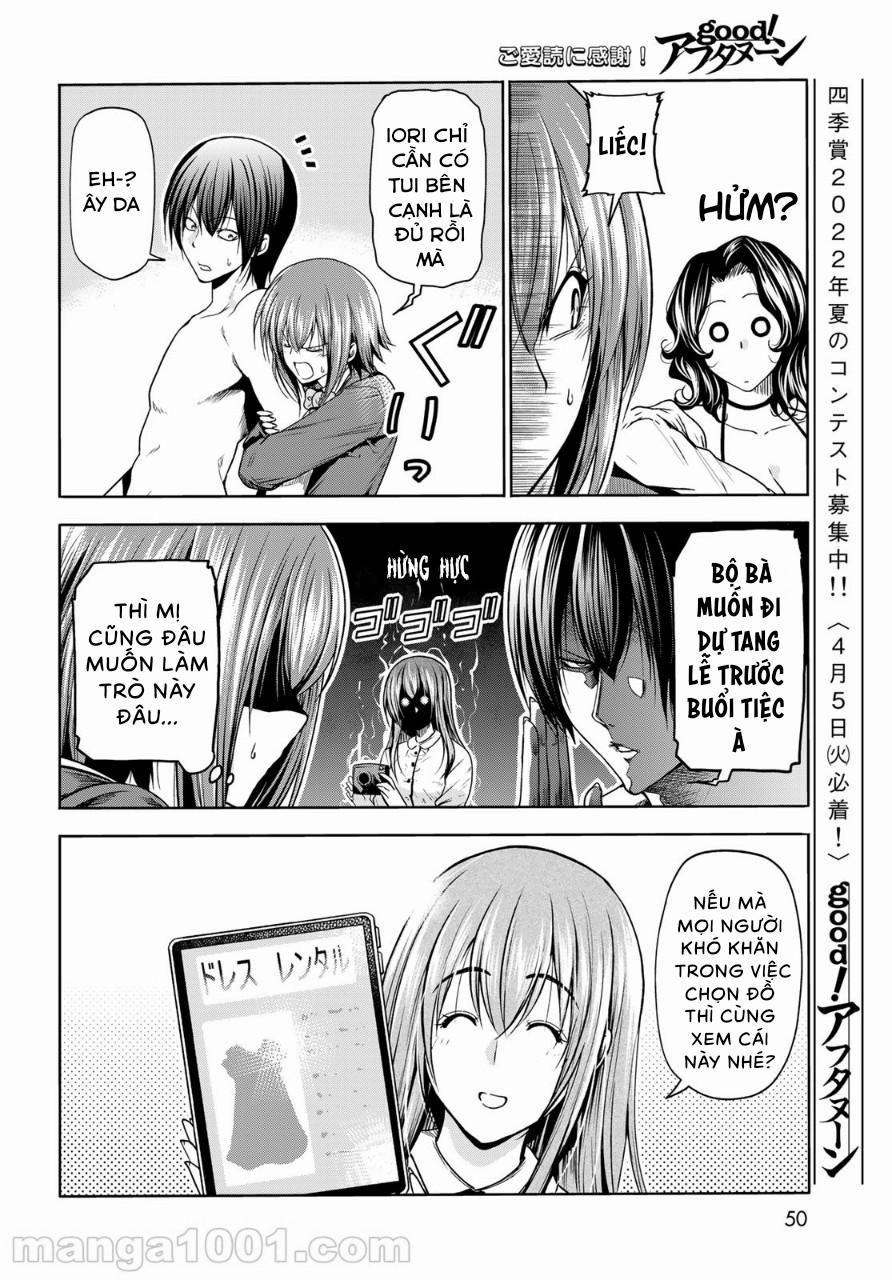 ご愛読に感謝！
good!
アフタヌーン
LIẾC!
HỬM?
IORI CHỈ
CẦN CÓ
TUI BÊN
CẠNH LÀ
ĐỦ RỒI
MÀ
EH-?
ÂY DA
ぐいっ
BỘ BÀ
MUỐN ĐI
DỰ TANG
LỄ TRƯỚC
BUỔI TIỆC
À
HỪNG HỰC
ゴゴゴ
THÌ MỊ
CŨNG ĐÂU
MUỐN LÀM
TRÒ NÀY
ĐÂU...
NẾU MÀ
MỌI NGƯỜI
KHÓ KHĂN
TRONG VIỆC
CHỌN ĐỒ
THÌ CÙNG
XEM CÁI
NÀY NHÉ?
ドレス レンタル
四季賞2022年夏のコンテスト募集中!!〈4月5日㈫必着!〉
good!アフタヌーン
50
manga1001.com